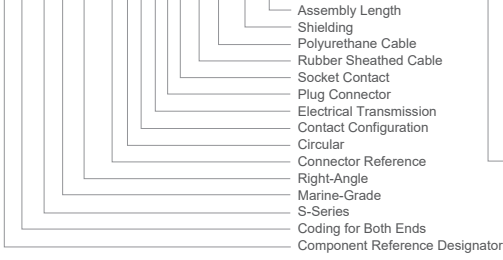 Assembly Length
Shielding
Polyurethane Cable
Rubber Sheathed Cable
Socket Contact
Plug Connector
Electrical Transmission
Contact Configuration
Circular
Connector Reference
Right-Angle
Marine-Grade
S-Series
Coding for Both Ends
Component Reference Designator